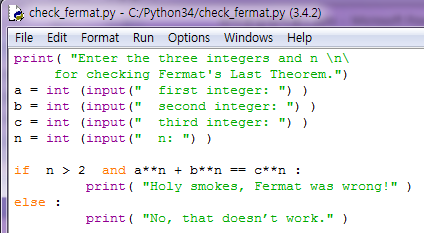 check_fermat.py - C:/Python34/check_fermat.py (3.4.2)
File Edit Format Run Options Windows Help
print( "Enter the three integers and n \n\
     for checking Fermat's Last Theorem.")
a = int (input("  first integer: ") )
b = int (input("  second integer: ") )
c = int (input("  third integer: ") )
n = int (input("  n: ") )

if  n > 2  and a**n + b**n == c**n :
         print( "Holy smokes, Fermat was wrong!" )
else :
         print( "No, that doesn’t work." )